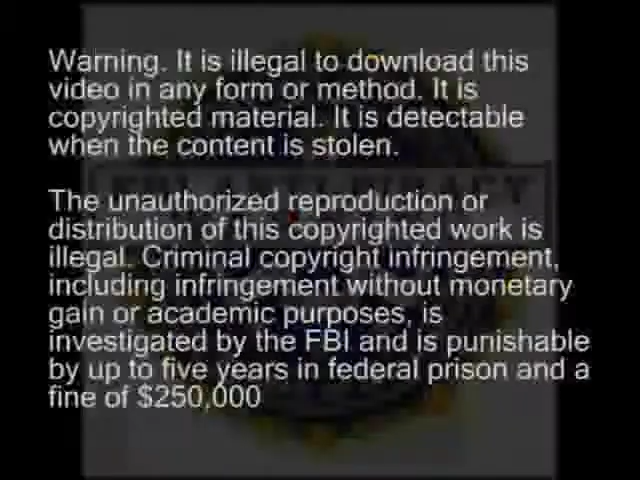 Warning. It is illegal to download this
video in any form or method. It is
copyrighted material. It is detectable
when the content is stolen.
FBI ANTI-PIRACY
The unauthorized reproduction or
distribution of this copyrighted work is
illegal. Criminal copyright infringement,
including infringement without monetary
gain or academic purposes, is
investigated by the FBI and is punishable
by up to five years in federal prison and a
fine of $250,000